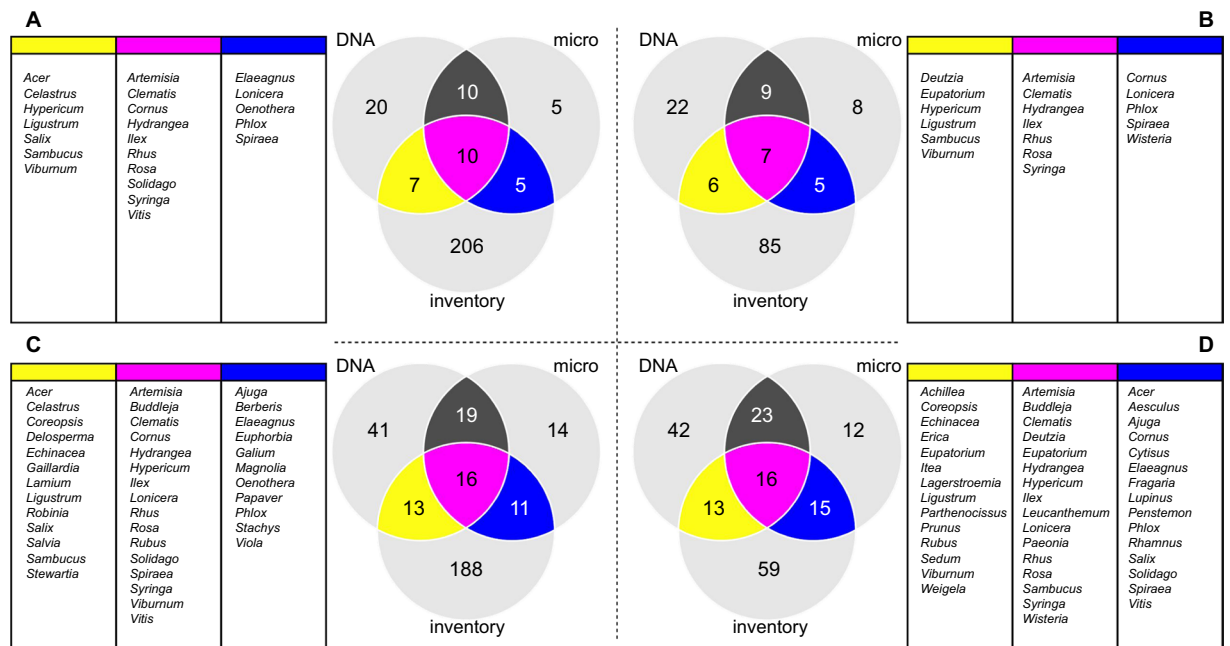 A
Acer
Celastrus
Hypericum
Ligustrum
Salix
Sambucus
Viburnum
Artemisia
Clematis
Cornus
Hydrangea
Ilex
Rhus
Rosa
Solidago
Syringa
Vitis
Elaeagnus
Lonicera
Oenothera
Phlox
Spiraea
DNA
micro
20
10
5
10
7
5
206
inventory
B
DNA
micro
22
9
8
7
6
5
85
inventory
Deutzia
Eupatorium
Hypericum
Ligustrum
Sambucus
Viburnum
Artemisia
Clematis
Hydrangea
Ilex
Rhus
Rosa
Syringa
Cornus
Lonicera
Phlox
Spiraea
Wisteria
C
Acer
Celastrus
Coreopsis
Delosperma
Echinacea
Gaillardia
Lamium
Ligustrum
Robinia
Salix
Salvia
Sambucus
Stewartia
Artemisia
Buddleja
Clematis
Cornus
Hydrangea
Hypericum
Ilex
Lonicera
Rhus
Rosa
Rubus
Solidago
Spiraea
Syringa
Viburnum
Vitis
Ajuga
Berberis
Elaeagnus
Euphorbia
Galium
Magnolia
Oenothera
Papaver
Phlox
Stachys
Viola
DNA
micro
41
19
14
16
13
11
188
inventory
D
DNA
micro
42
23
12
16
13
15
59
inventory
Achillea
Coreopsis
Echinacea
Erica
Eupatorium
Itea
Lagerstroemia
Ligustrum
Parthenocissus
Prunus
Rubus
Sedum
Viburnum
Weigela
Artemisia
Buddleja
Clematis
Deutzia
Eupatorium
Hydrangea
Hypericum
Ilex
Leucanthemum
Lonicera
Paeonia
Rhus
Rosa
Sambucus
Syringa
Wisteria
Acer
Aesculus
Ajuga
Cornus
Cytisus
Elaeagnus
Fragaria
Lupinus
Penstemon
Phlox
Rhamnus
Salix
Solidago
Spiraea
Vitis